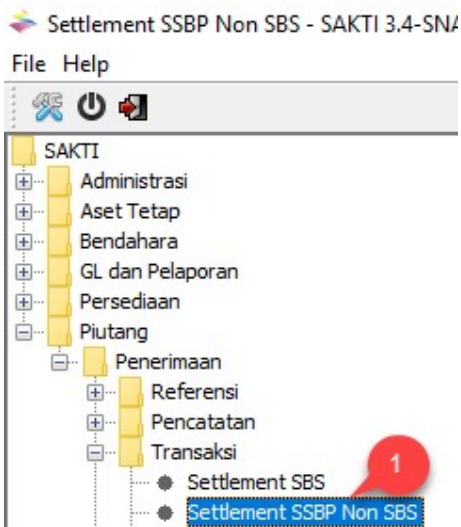 Settlement SSBP Non SBS - SAKTI 3.4-SNA
File Help
SAKTI
Administrasi
Aset Tetap
Bendahara
GL dan Pelaporan
Persediaan
Piutang
Penerimaan
Referensi
Pencatatan
Transaksi
1
Settlement SBS
Settlement SSBP Non SBS